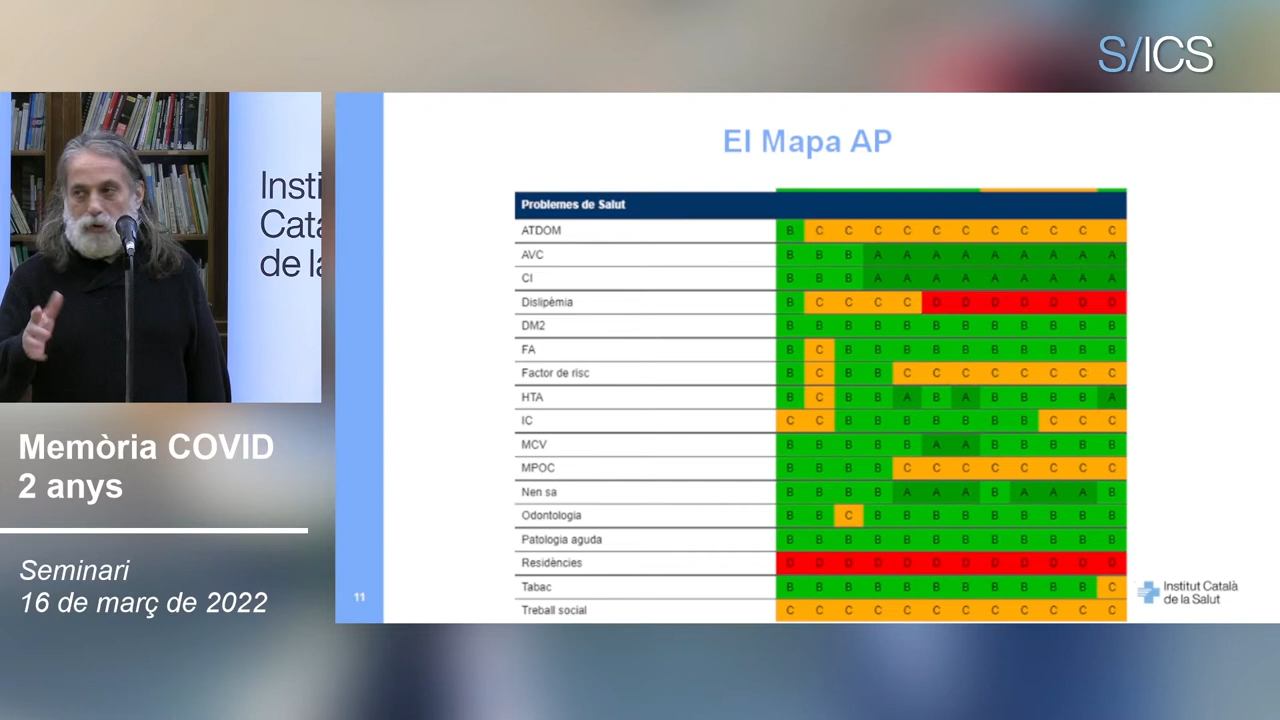 S/ICS
Insti
Cata
de la
Memòria COVID
2 anys
Seminari
16 de març de 2022
El Mapa AP
Problemes de Salut
ATDOM B C C C C C C C C C C C
AVC B B B A A A A A A A A A
CI B B B A A A A A A A A A
Dislipèmia B C C C C D D D D D D D
DM2 B B B B B B B B B B B B
FA B C B B B B B B B B B B
Factor de risc B C B B C C C C C C C C
HTA B C B B A B A B B B B A
IC C C B B B B B B B C C C
MCV B B B B B A A B B B B B
MPOC B B B B C C C C C C C C
Nen sa B B B B A A A B A A A B
Odontologia B B C B B B B B B B B B
Patologia aguda B B B B B B B B B B B B
Residències D D D D D D D D D D D D
Tabac B B B B B B B B B B B C
Treball social C C C C C C C C C C C C
11
Institut Català
de la Salut